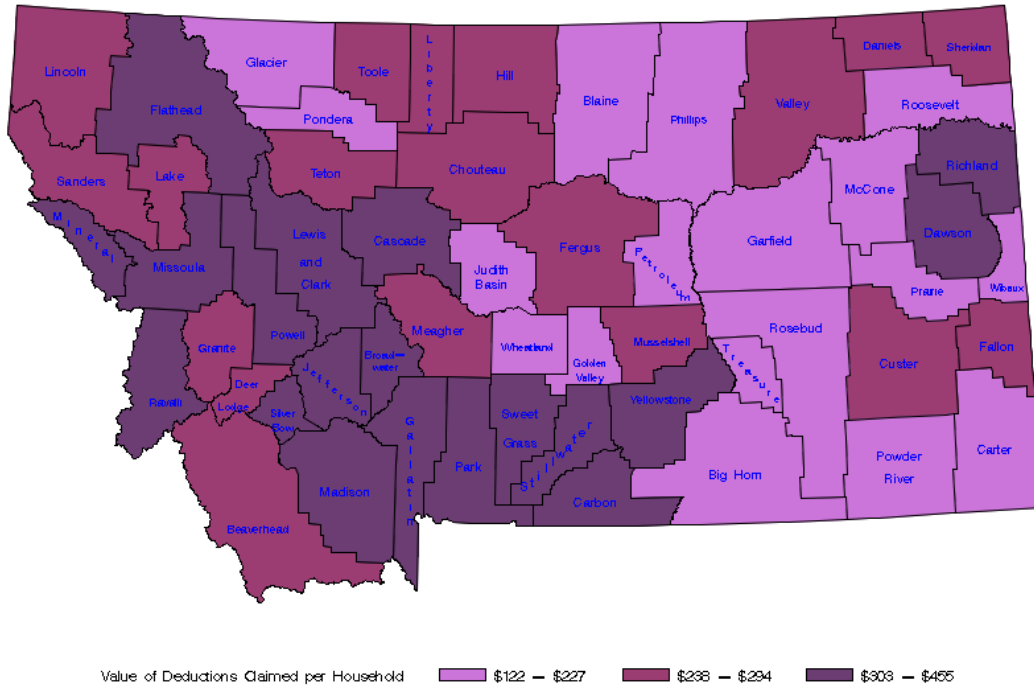 Lincoln
Flathead
Glacier
Toole
Liberty
Hill
Blaine
Phillips
Valley
Daniels
Sheridan
Roosevelt
Pondera
Sanders
Lake
Teton
Chouteau
McCone
Richland
Mineral
Missoula
Lewis
and
Clark
Cascade
Judith
Basin
Fergus
Petroleum
Garfield
Dawson
Prairie
Wibaux
Powell
Granite
Meagher
Broad-
water
Wheatland
Golden
Valley
Musselshell
Rosebud
Treasure
Custer
Fallon
Ravalli
Deer
Lodge
Silver
Bow
Jefferson
Gallatin
Park
Sweet
Grass
Stillwater
Yellowstone
Big Horn
Powder
River
Carter
Madison
Carbon
Beaverhead
Value of Deductions Claimed per Household $122 – $227 $238 – $294 $303 – $455